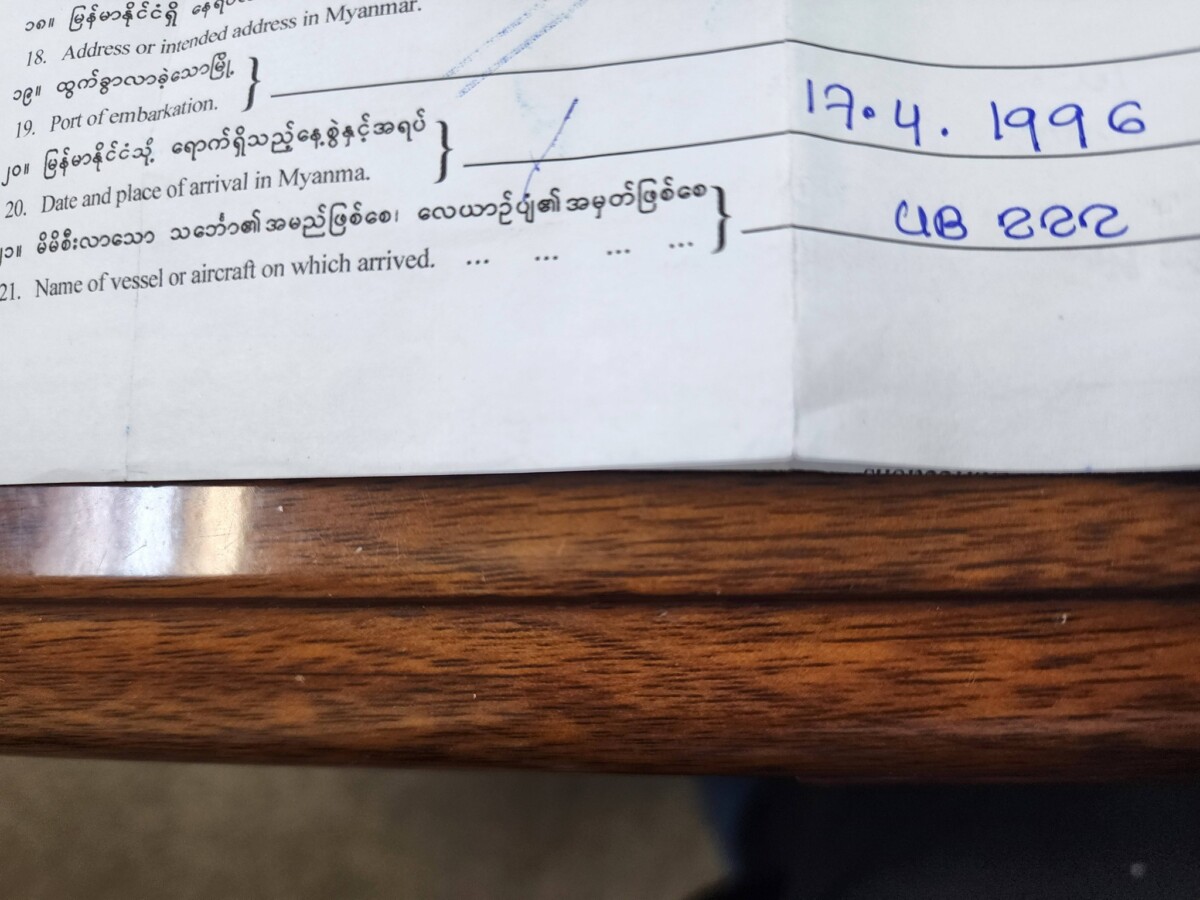 ၁၈။ မြန်မာနိုင်ငံရှိ
18. Address or intended address in Myanmar.
၁၉။ ထွက်ခွာလာခဲ့သောမြို့
19. Port of embarkation.
၂၀။ မြန်မာနိုင်ငံသို့ ရောက်ရှိသည့်နေ့စွဲနှင့်အရပ်
20. Date and place of arrival in Myanma.
17.4.1996
၂၁။ မိမိစီးလာသော သင်္ဘော၏အမည်ဖြစ်စေ၊ လေယာဉ်ပျံ၏အမှတ်ဖြစ်စေ
21. Name of vessel or aircraft on which arrived. ... ... ... ...
UB 222